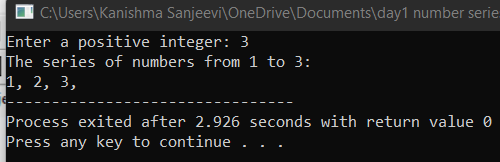 C:\Users\Kanishma Sanjeevi\OneDrive\Documents\day1 number serie
Enter a positive integer: 3
The series of numbers from 1 to 3:
1, 2, 3,
--------------------------------
Process exited after 2.926 seconds with return value 0
Press any key to continue . . .